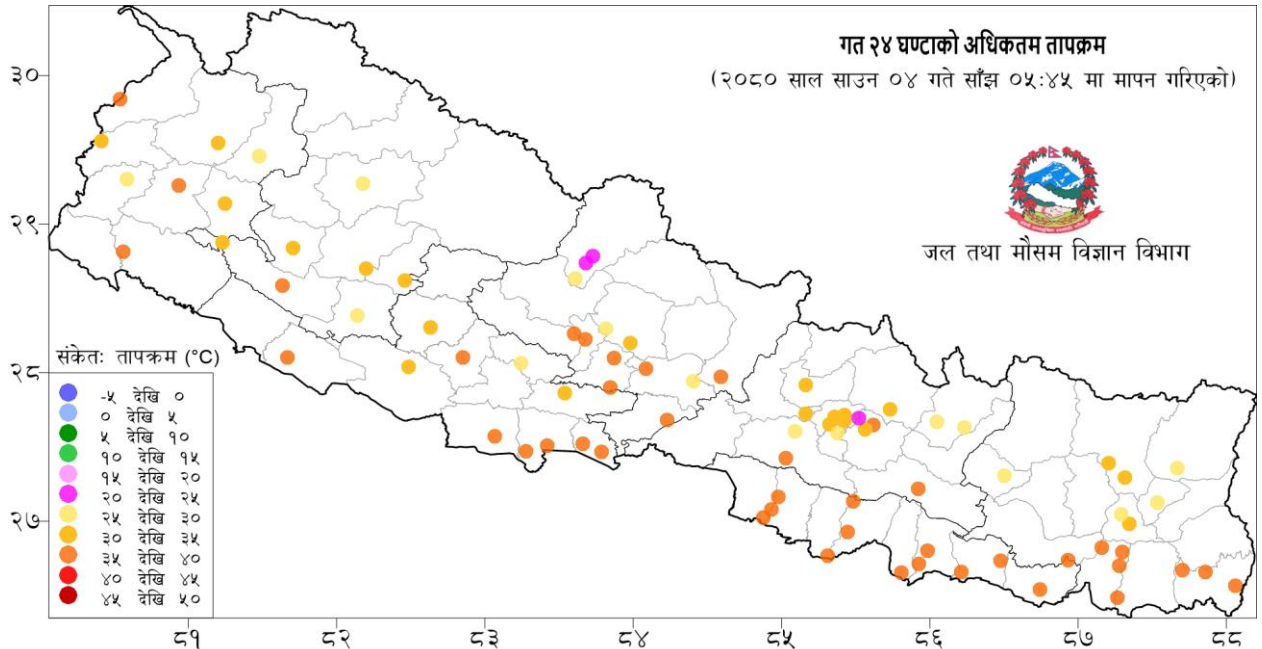 गत २४ घण्टाको अधिकतम तापक्रम
(२०८० साल साउन ०४ गते साँझ ०५:४५ मा मापन गरिएको)
जल तथा मौसम विज्ञान विभाग
३०
२९
२८
२७
संकेतः तापक्रम (°C)
-५ देखि ०
० देखि ५
५ देखि १०
१० देखि १५
१५ देखि २०
२० देखि २५
२५ देखि ३०
३० देखि ३५
३५ देखि ४०
४० देखि ४५
४५ देखि ५०
८१ ८२ ८३ ८४ ८५ ८६ ८७ ८८